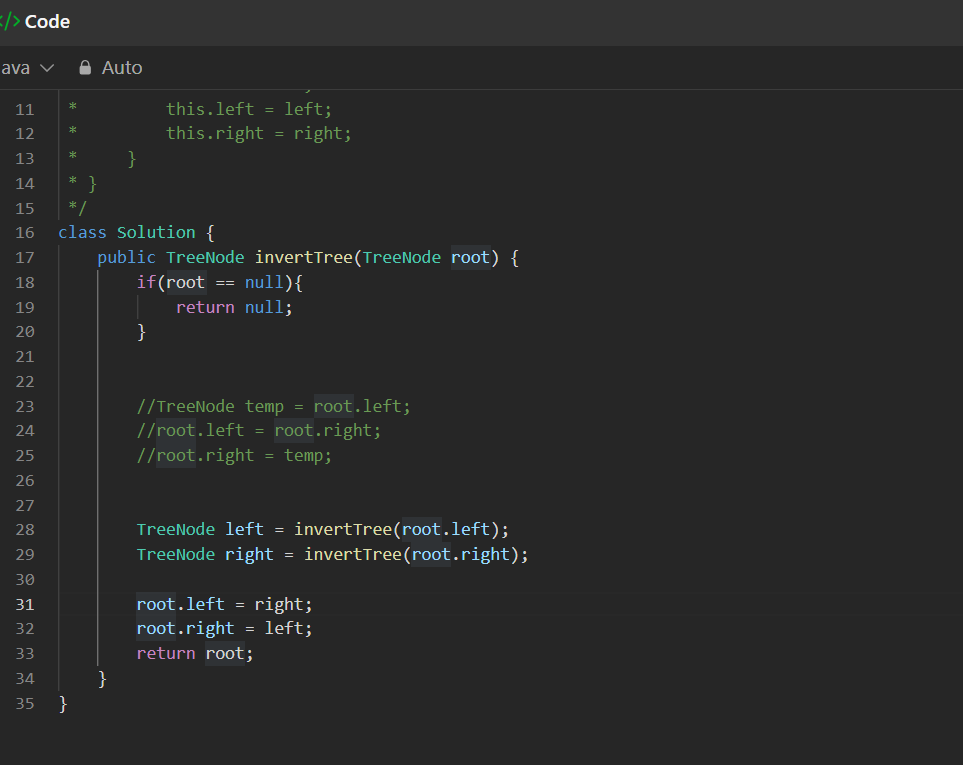 </> Code
ava Auto
11 *         this.left = left;
12 *         this.right = right;
13 *     }
14 * }
15 */
16 class Solution {
17     public TreeNode invertTree(TreeNode root) {
18         if(root == null){
19             return null;
20         }
21
22
23         //TreeNode temp = root.left;
24         //root.left = root.right;
25         //root.right = temp;
26
27
28         TreeNode left = invertTree(root.left);
29         TreeNode right = invertTree(root.right);
30
31         root.left = right;
32         root.right = left;
33         return root;
34     }
35 }